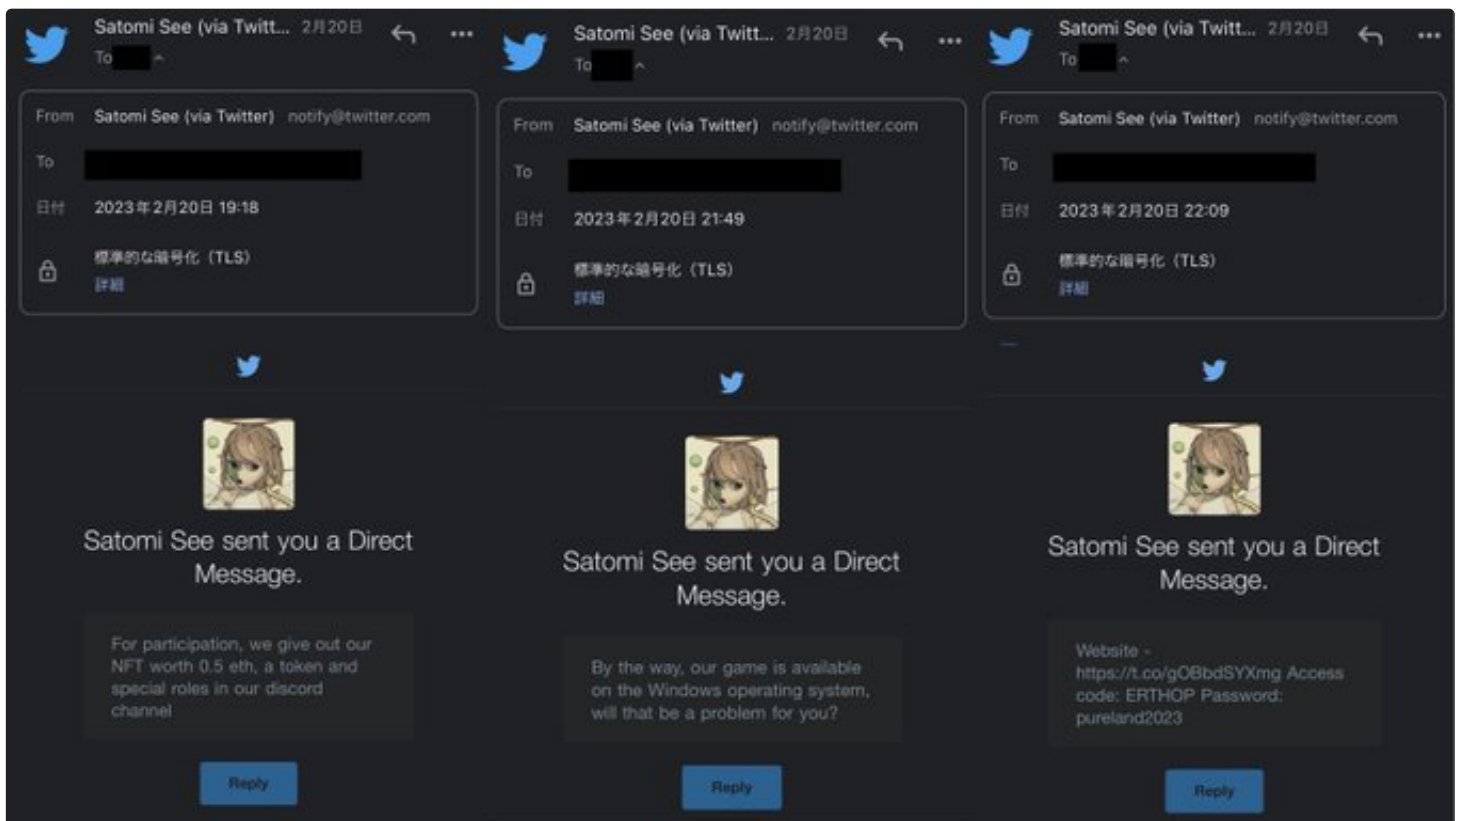 Satomi See (via Twitt... 2月20日
To
From Satomi See (via Twitter) notify@twitter.com
To
日付 2023年2月20日 19:18
標準的な暗号化（TLS）
詳細
Satomi See sent you a Direct
Message.
For participation, we give out our
NFT worth 0.5 eth, a token and
special roles in our discord
channel
Reply
Satomi See (via Twitt... 2月20日
To
From Satomi See (via Twitter) notify@twitter.com
To
日付 2023年2月20日 21:49
標準的な暗号化（TLS）
詳細
Satomi See sent you a Direct
Message.
By the way, our game is available
on the Windows operating system,
will that be a problem for you?
Reply
Satomi See (via Twitt... 2月20日
To
From Satomi See (via Twitter) notify@twitter.com
To
日付 2023年2月20日 22:09
標準的な暗号化（TLS）
詳細
Satomi See sent you a Direct
Message.
Website -
https://t.co/gOBbdSYXmg Access
code: ERTHOP Password:
pureland2023
Reply